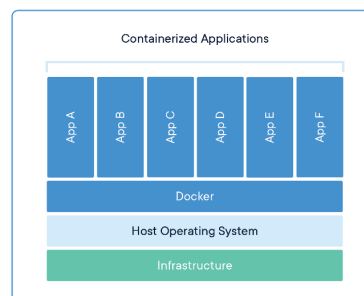 Containerized Applications
App A
App B
App C
App D
App E
App F
Docker
Host Operating System
Infrastructure